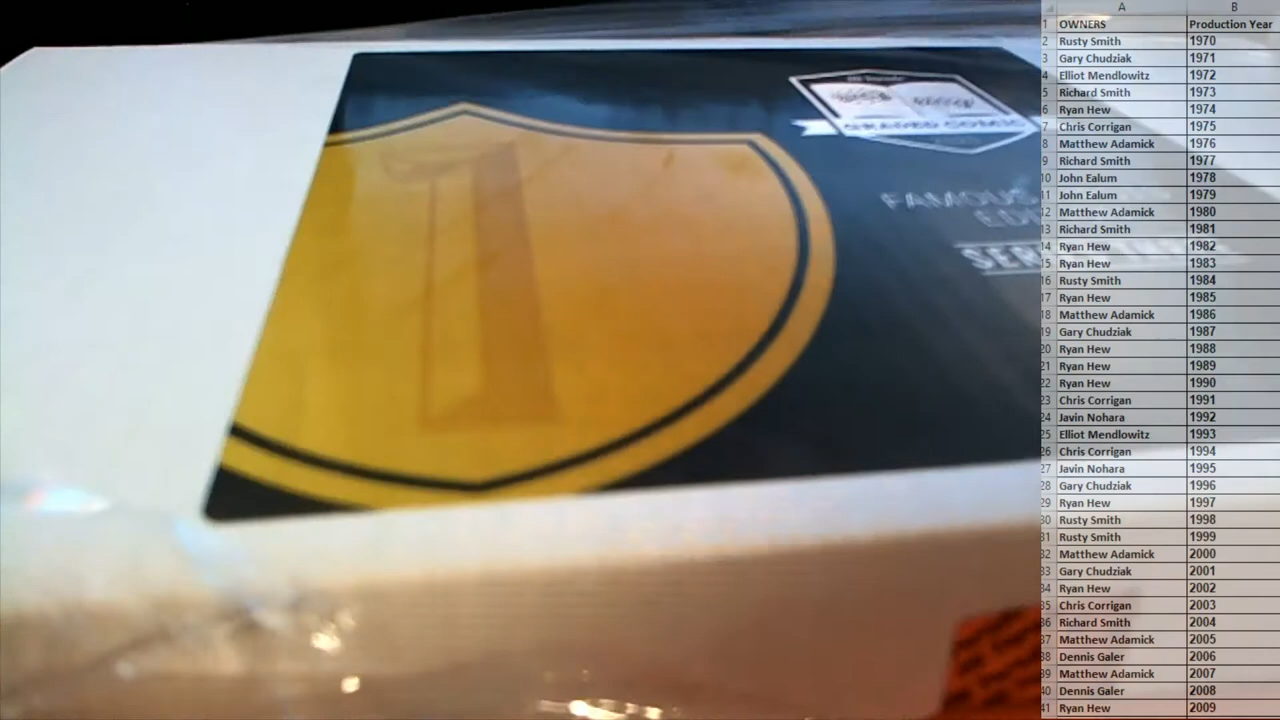 1
GRADED COMIC
FAMOUS
A B
1 OWNERS Production Year
2 Rusty Smith 1970
3 Gary Chudziak 1971
4 Elliot Mendlowitz 1972
5 Richard Smith 1973
6 Ryan Hew 1974
7 Chris Corrigan 1975
8 Matthew Adamick 1976
9 Richard Smith 1977
10 John Ealum 1978
11 John Ealum 1979
12 Matthew Adamick 1980
13 Richard Smith 1981
14 Ryan Hew 1982
15 Ryan Hew 1983
16 Rusty Smith 1984
17 Ryan Hew 1985
18 Matthew Adamick 1986
19 Gary Chudziak 1987
20 Ryan Hew 1988
21 Ryan Hew 1989
22 Ryan Hew 1990
23 Chris Corrigan 1991
24 Javin Nohara 1992
25 Elliot Mendlowitz 1993
26 Chris Corrigan 1994
27 Javin Nohara 1995
28 Gary Chudziak 1996
29 Ryan Hew 1997
30 Rusty Smith 1998
31 Rusty Smith 1999
32 Matthew Adamick 2000
33 Gary Chudziak 2001
34 Ryan Hew 2002
35 Chris Corrigan 2003
36 Richard Smith 2004
37 Matthew Adamick 2005
38 Dennis Galer 2006
39 Matthew Adamick 2007
40 Dennis Galer 2008
41 Ryan Hew 2009